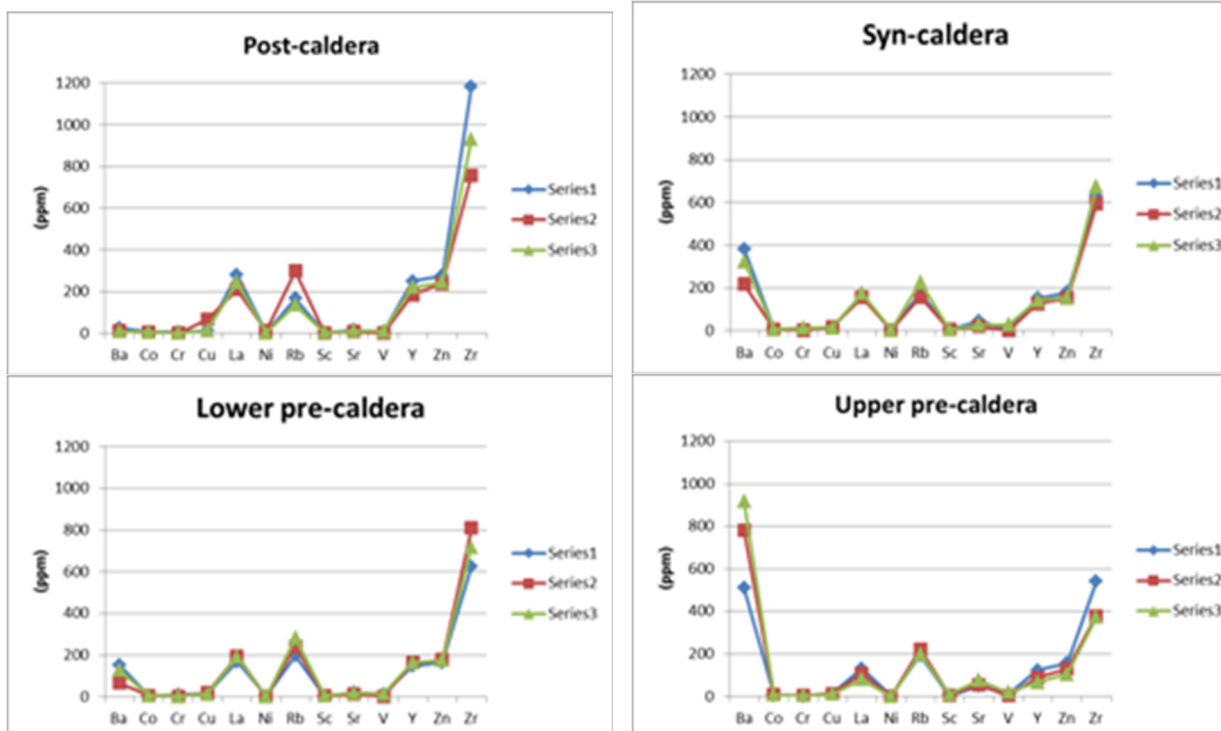 Post-caldera
1200
1000
800
600
400
200
0
(ppm)
Ba Co Cr Cu La Ni Rb Sc Sr V Y Zn Zr
Series1
Series2
Series3
Syn-caldera
1200
1000
800
600
400
200
0
(ppm)
Ba Co Cr Cu La Ni Rb Sc Sr V Y Zn Zr
Series1
Series2
Series3
Lower pre-caldera
1200
1000
800
600
400
200
0
(ppm)
Ba Co Cr Cu La Ni Rb Sc Sr V Y Zn Zr
Series1
Series2
Series3
Upper pre-caldera
1200
1000
800
600
400
200
0
(ppm)
Ba Co Cr Cu La Ni Rb Sc Sr V Y Zn Zr
Series1
Series2
Series3